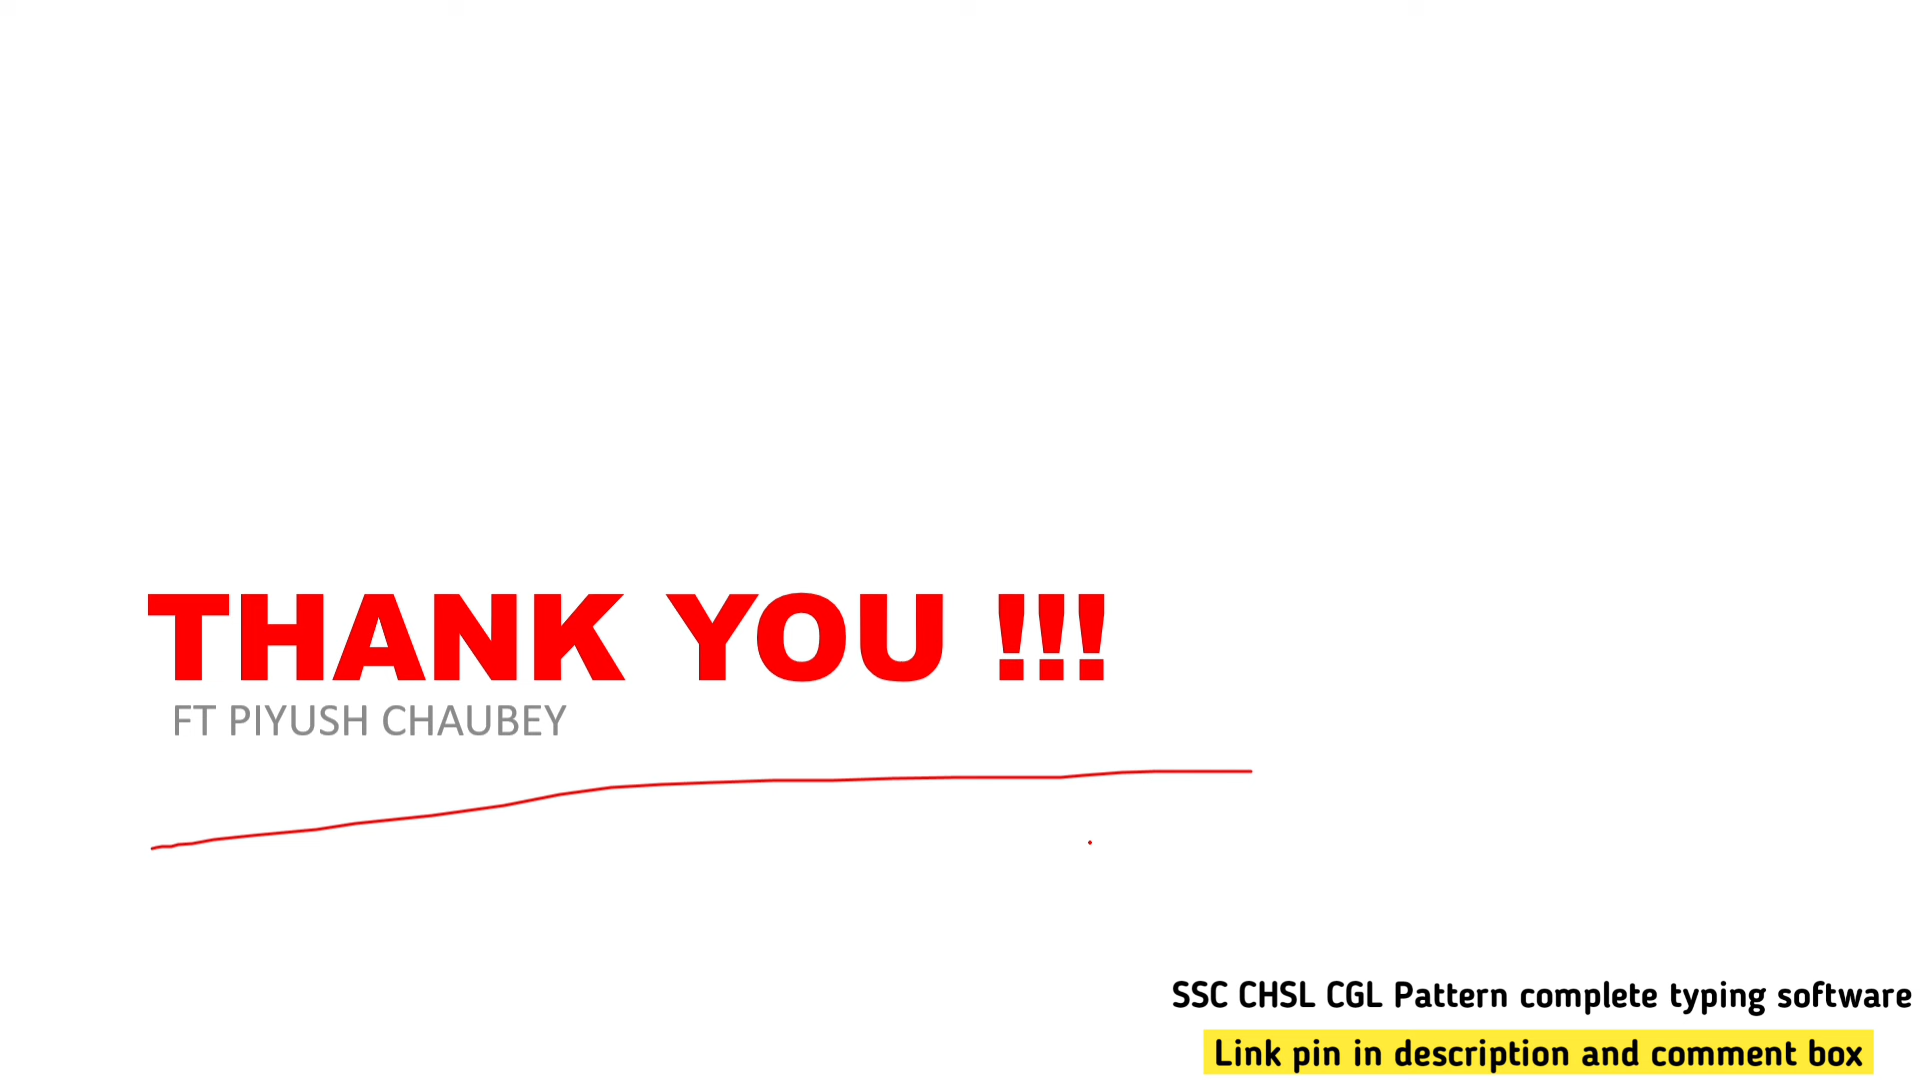 THANK YOU !!!
FT PIYUSH CHAUBEY
SSC CHSL CGL Pattern complete typing software
Link pin in description and comment box